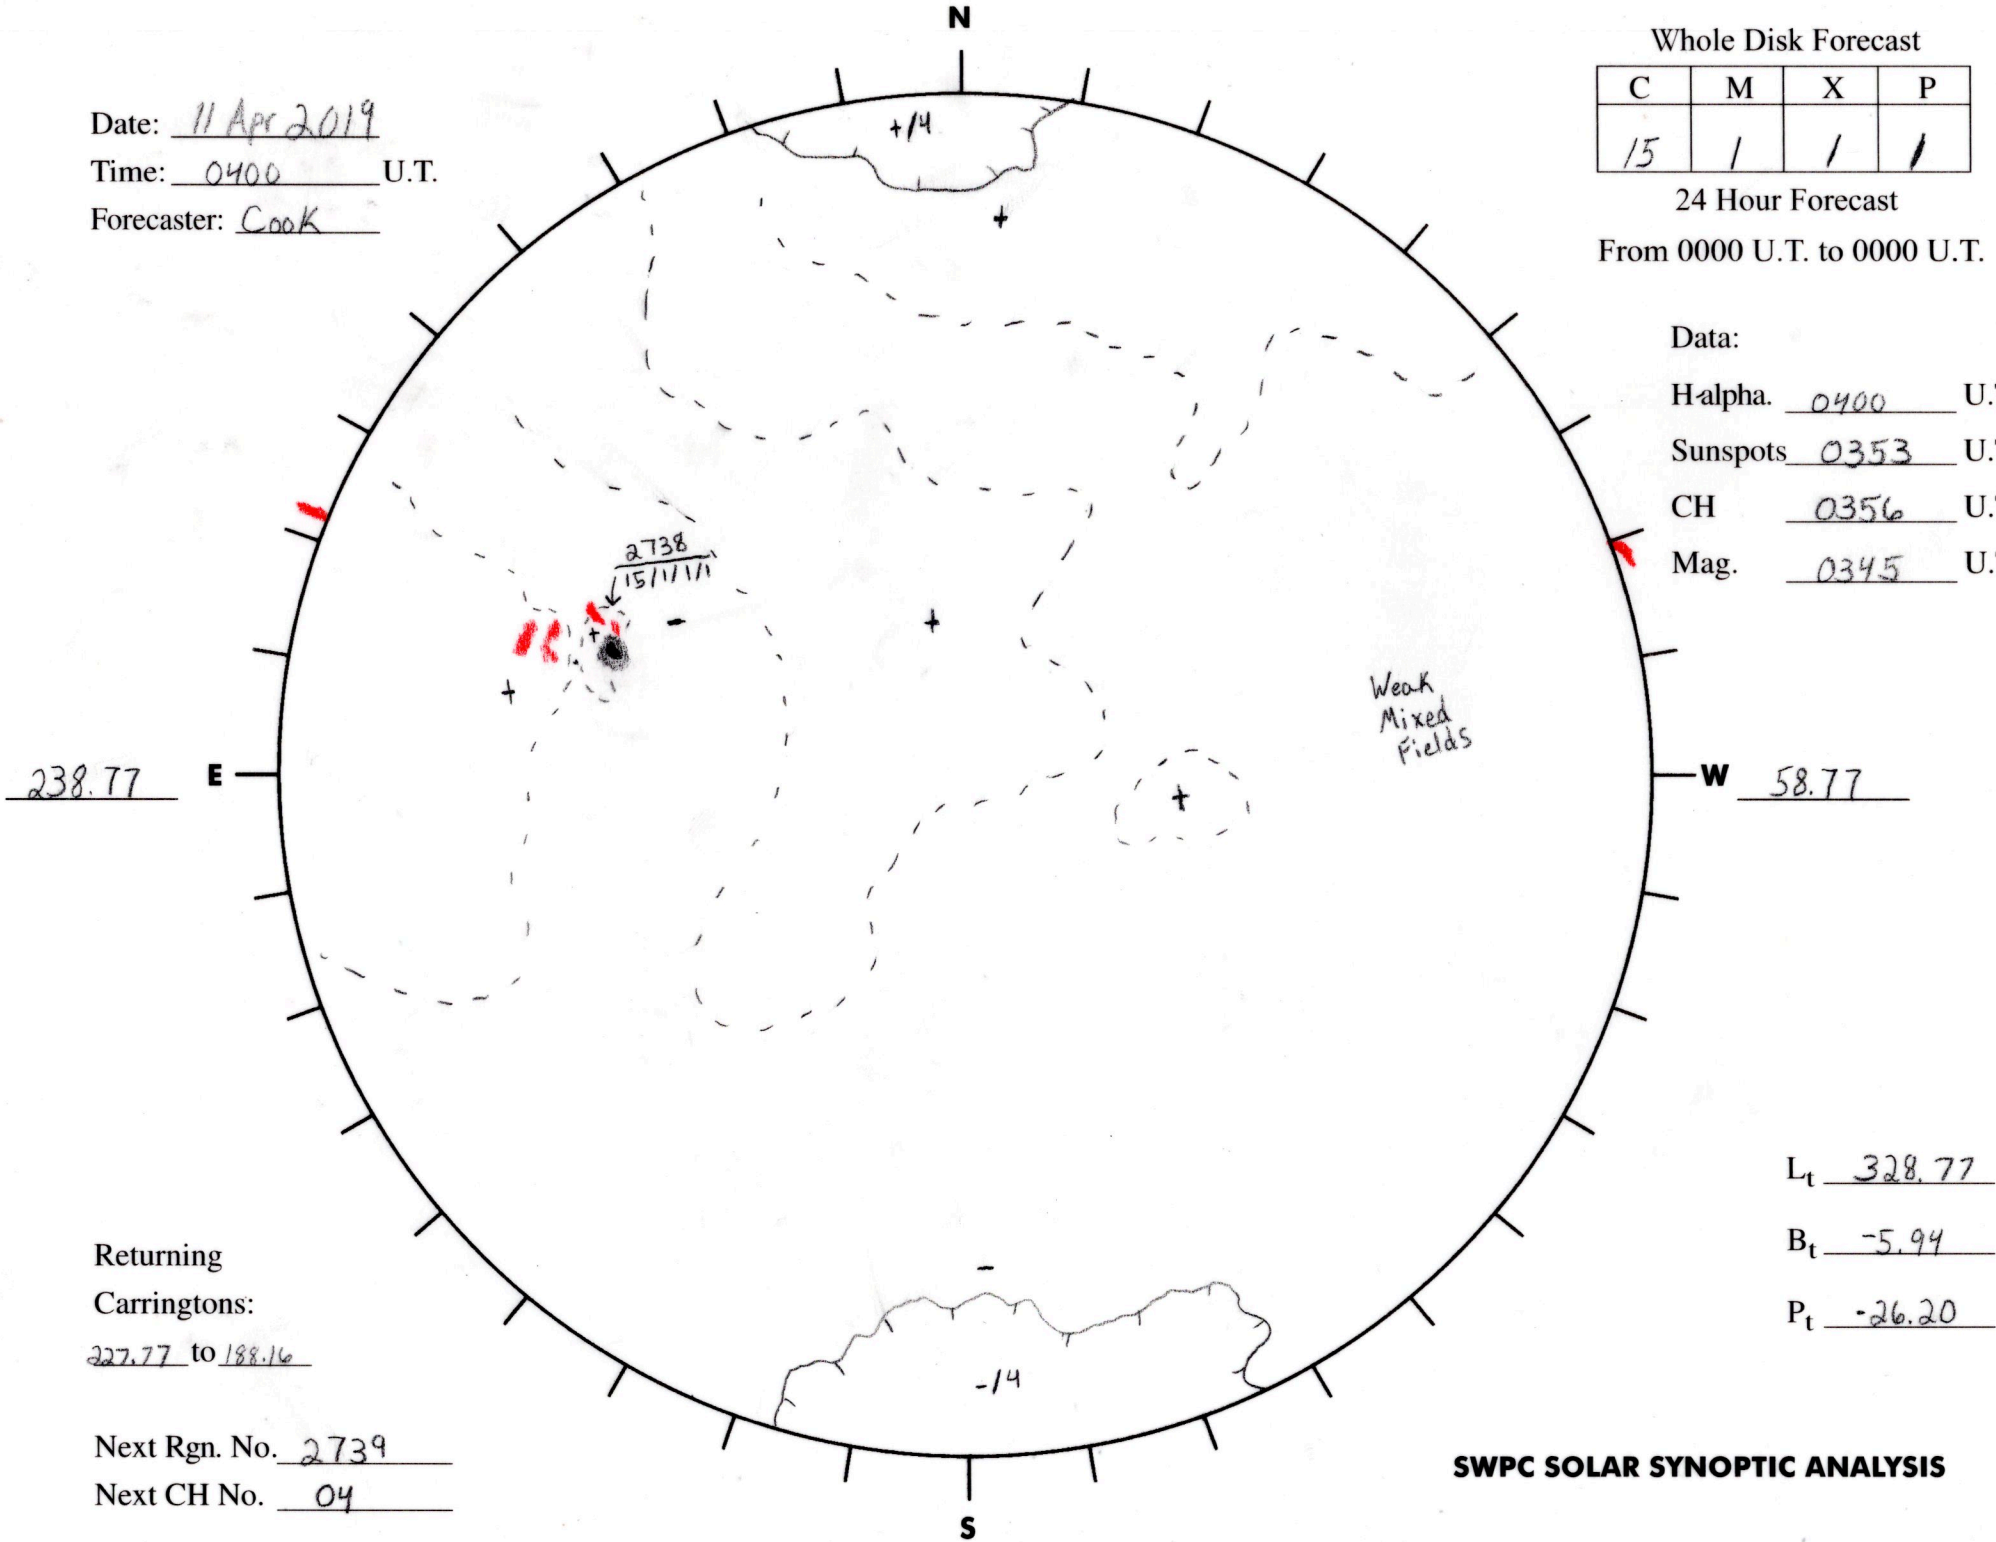 N
Date: 11 Apr 2019
Time: 0400 U.T.
Forecaster: Cook
Whole Disk Forecast
C M X P
15 1 1 1
24 Hour Forecast
From 0000 U.T. to 0000 U.T.
+/4
+
Data:
H-alpha. 0400 U.T
Sunspots 0353 U.T
CH 0356 U.T
Mag. 0345 U.T
2738
15/1/1/1
+
-
+
+
Weak
Mixed
Fields
238.77 E
W 58.77
+
Lt 328.77
Bt -5.94
Pt -26.20
Returning
Carringtons:
227.77 to 188.16
-
-/4
Next Rgn. No. 2739
Next CH No. 04
SWPC SOLAR SYNOPTIC ANALYSIS
S